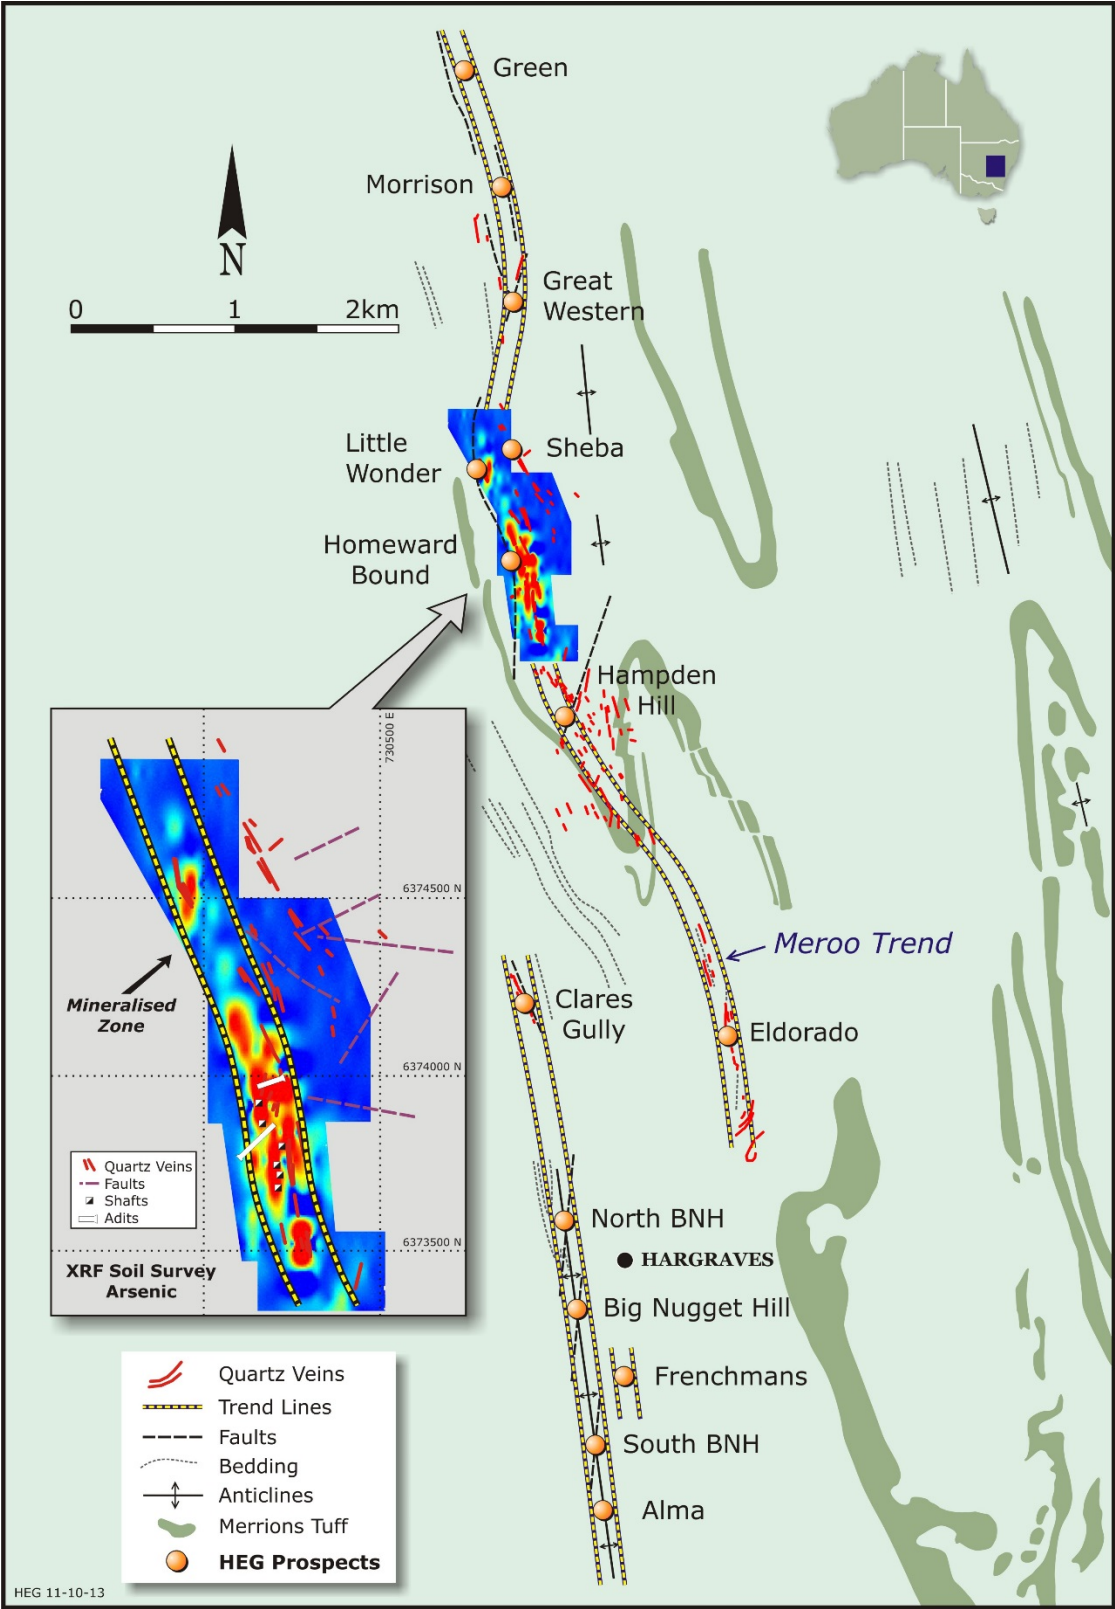 Green
Morrison
N
0 1 2km
Great
Western
Little
Wonder
Sheba
Homeward
Bound
Hampden
Hill
730500 E
6374500 N
Mineralised
Zone
6374000 N
Quartz Veins
Faults
Shafts
Adits
6373500 N
XRF Soil Survey
Arsenic
Meroo Trend
Clares
Gully
Eldorado
North BNH
HARGRAVES
Big Nugget Hill
Frenchmans
South BNH
Alma
Quartz Veins
Trend Lines
Faults
Bedding
Anticlines
Merrions Tuff
HEG Prospects
HEG 11-10-13